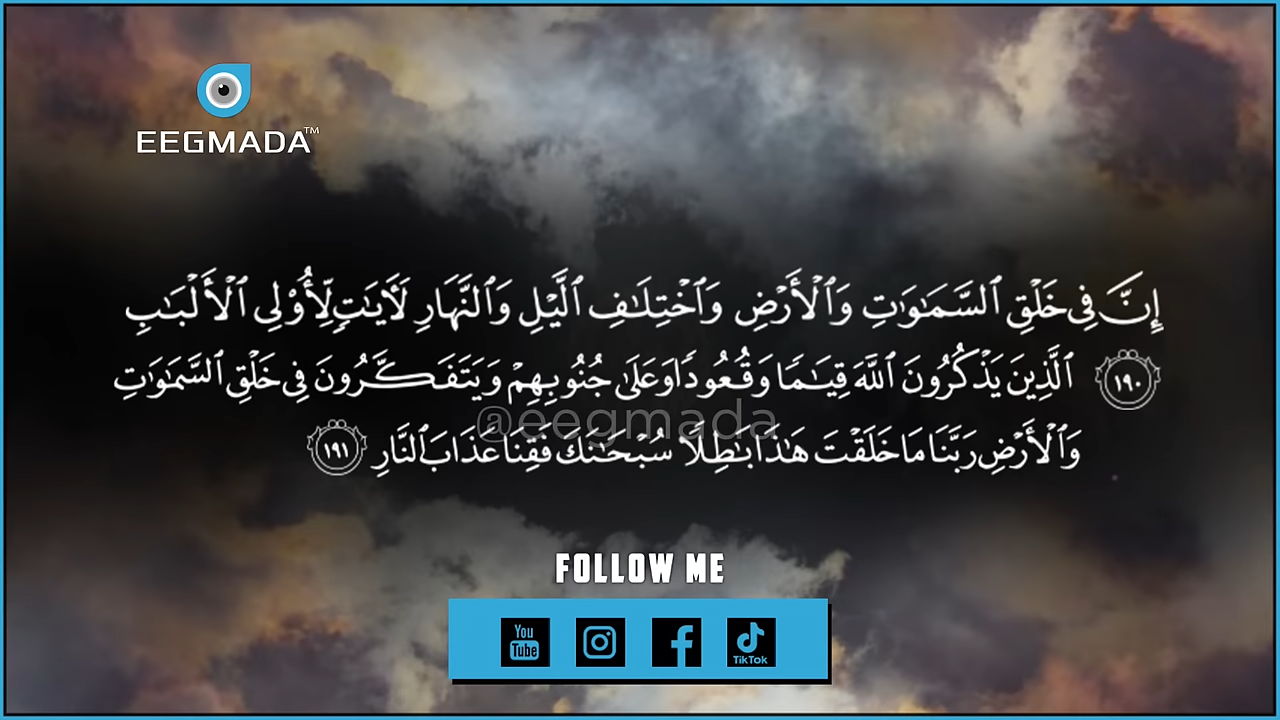 EEGMADA™
إِنَّ فِى خَلْقِ ٱلسَّمَـٰوَٰتِ وَٱلْأَرْضِ وَٱخْتِلَـٰفِ ٱلَّيْلِ وَٱلنَّهَارِ لَـَٔايَـٰتٍ لِّأُو۟لِى ٱلْأَلْبَـٰبِ
١٩٠ ٱلَّذِينَ يَذْكُرُونَ ٱللَّهَ قِيَـٰمًا وَقُعُودًا وَعَلَىٰ جُنُوبِهِمْ وَيَتَفَكَّرُونَ فِى خَلْقِ ٱلسَّمَـٰوَٰتِ
@eegmada
وَٱلْأَرْضِ رَبَّنَا مَا خَلَقْتَ هَـٰذَا بَـٰطِلًا سُبْحَـٰنَكَ فَقِنَا عَذَابَ ٱلنَّارِ ١٩١
FOLLOW ME
You Tube
TikTok